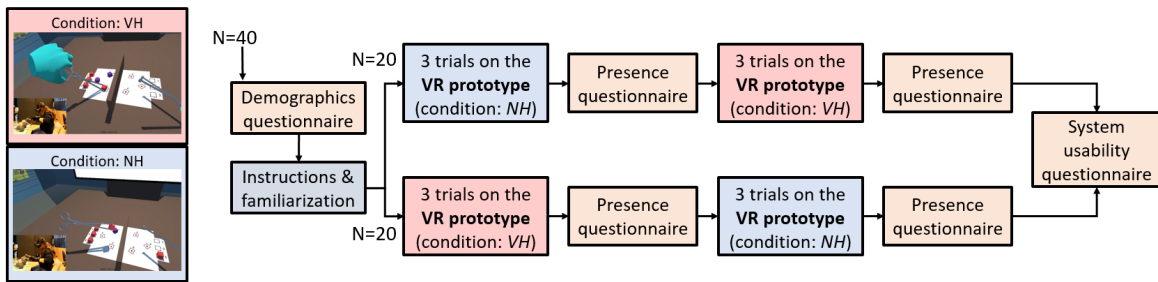 Condition: VH
Condition: NH
N=40
Demographics
questionnaire
Instructions &
familiarization
N=20
3 trials on the
VR prototype
(condition: NH)
Presence
questionnaire
3 trials on the
VR prototype
(condition: VH)
Presence
questionnaire
N=20
3 trials on the
VR prototype
(condition: VH)
Presence
questionnaire
3 trials on the
VR prototype
(condition: NH)
Presence
questionnaire
System
usability
questionnaire